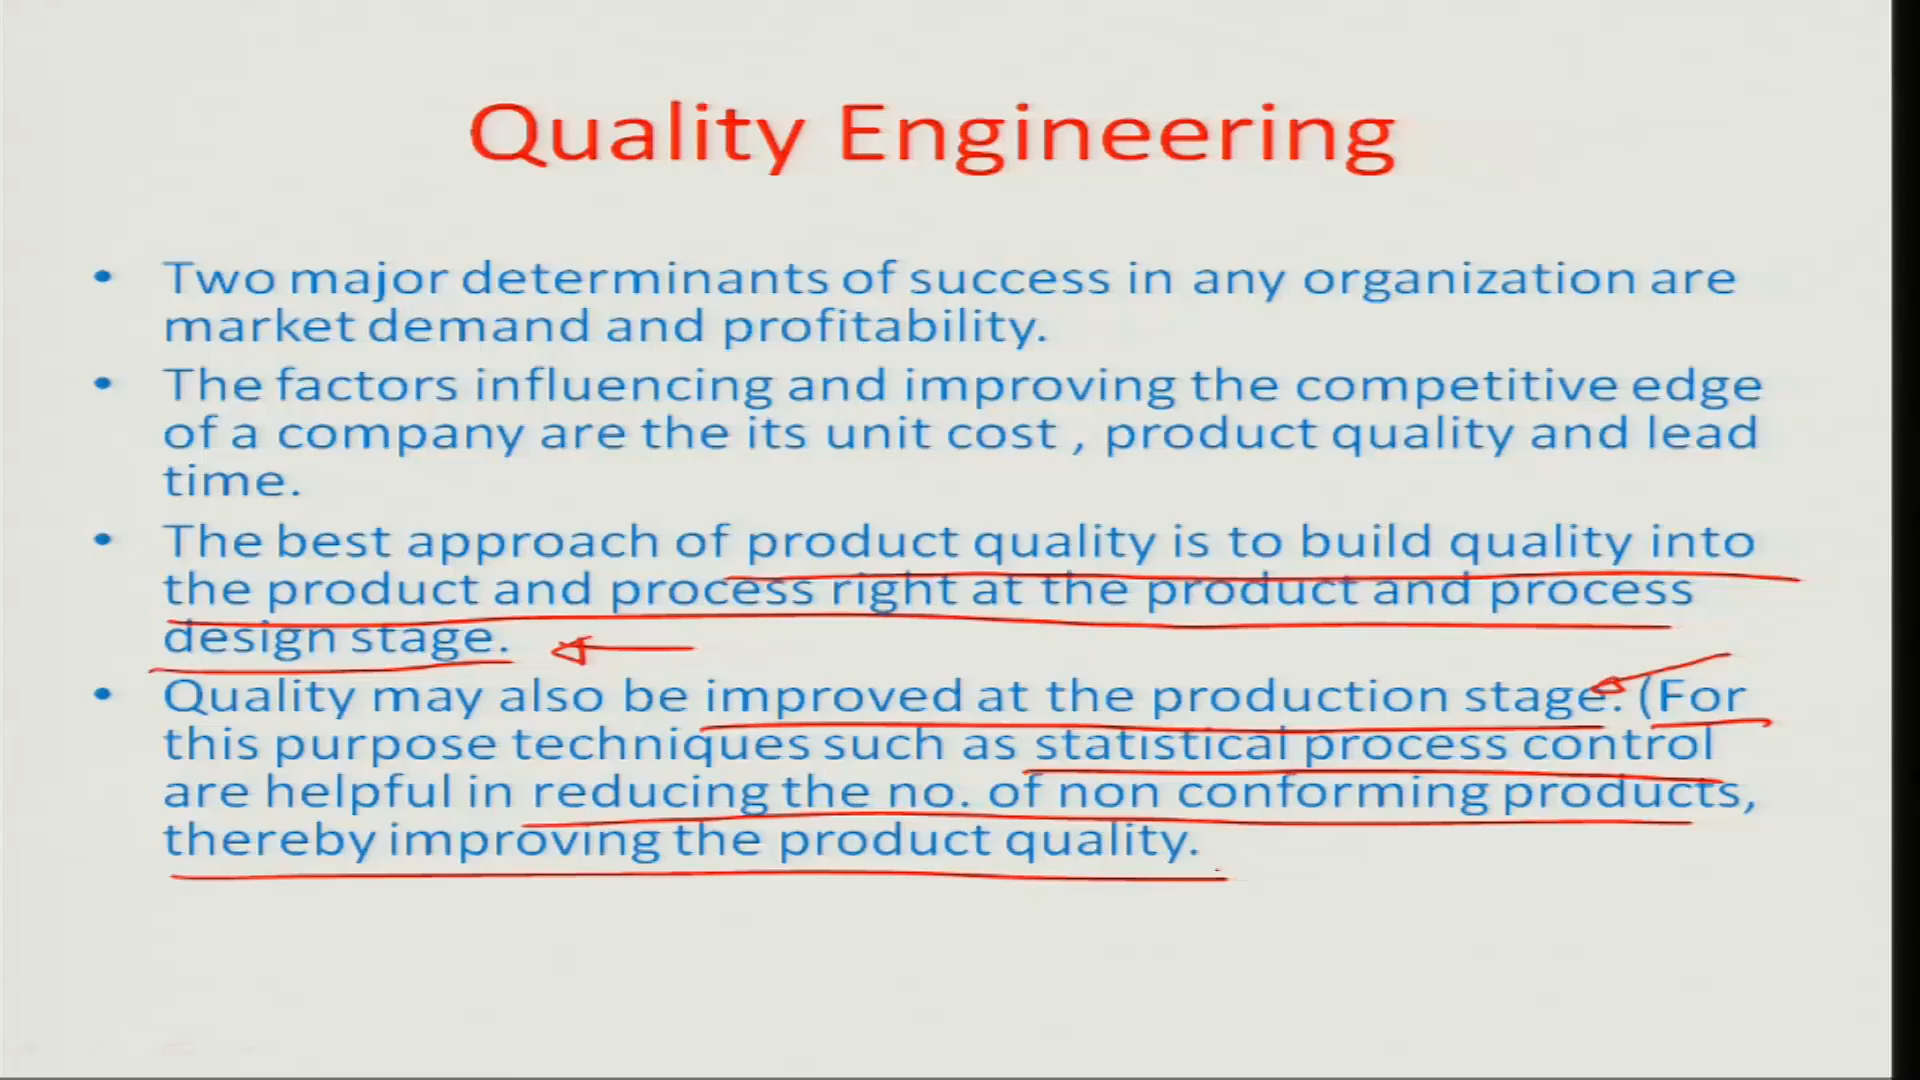 Quality Engineering
• Two major determinants of success in any organization are
market demand and profitability.
• The factors influencing and improving the competitive edge
of a company are the its unit cost , product quality and lead
time.
• The best approach of product quality is to build quality into
the product and process right at the product and process
design stage.
• Quality may also be improved at the production stage. (For
this purpose techniques such as statistical process control
are helpful in reducing the no. of non conforming products,
thereby improving the product quality.